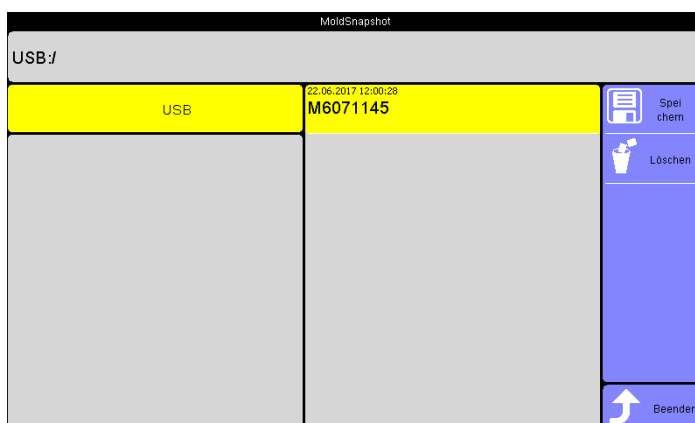 MoldSnapshot
USB:/
USB
22.06.2017 12:00:28
M6071145
Spei
chern
Löschen
Beenden